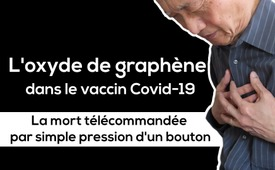 L'oxyde de graphène
dans le vaccin Covid-19
La mort télécommandée
par simple pression d'un bouton